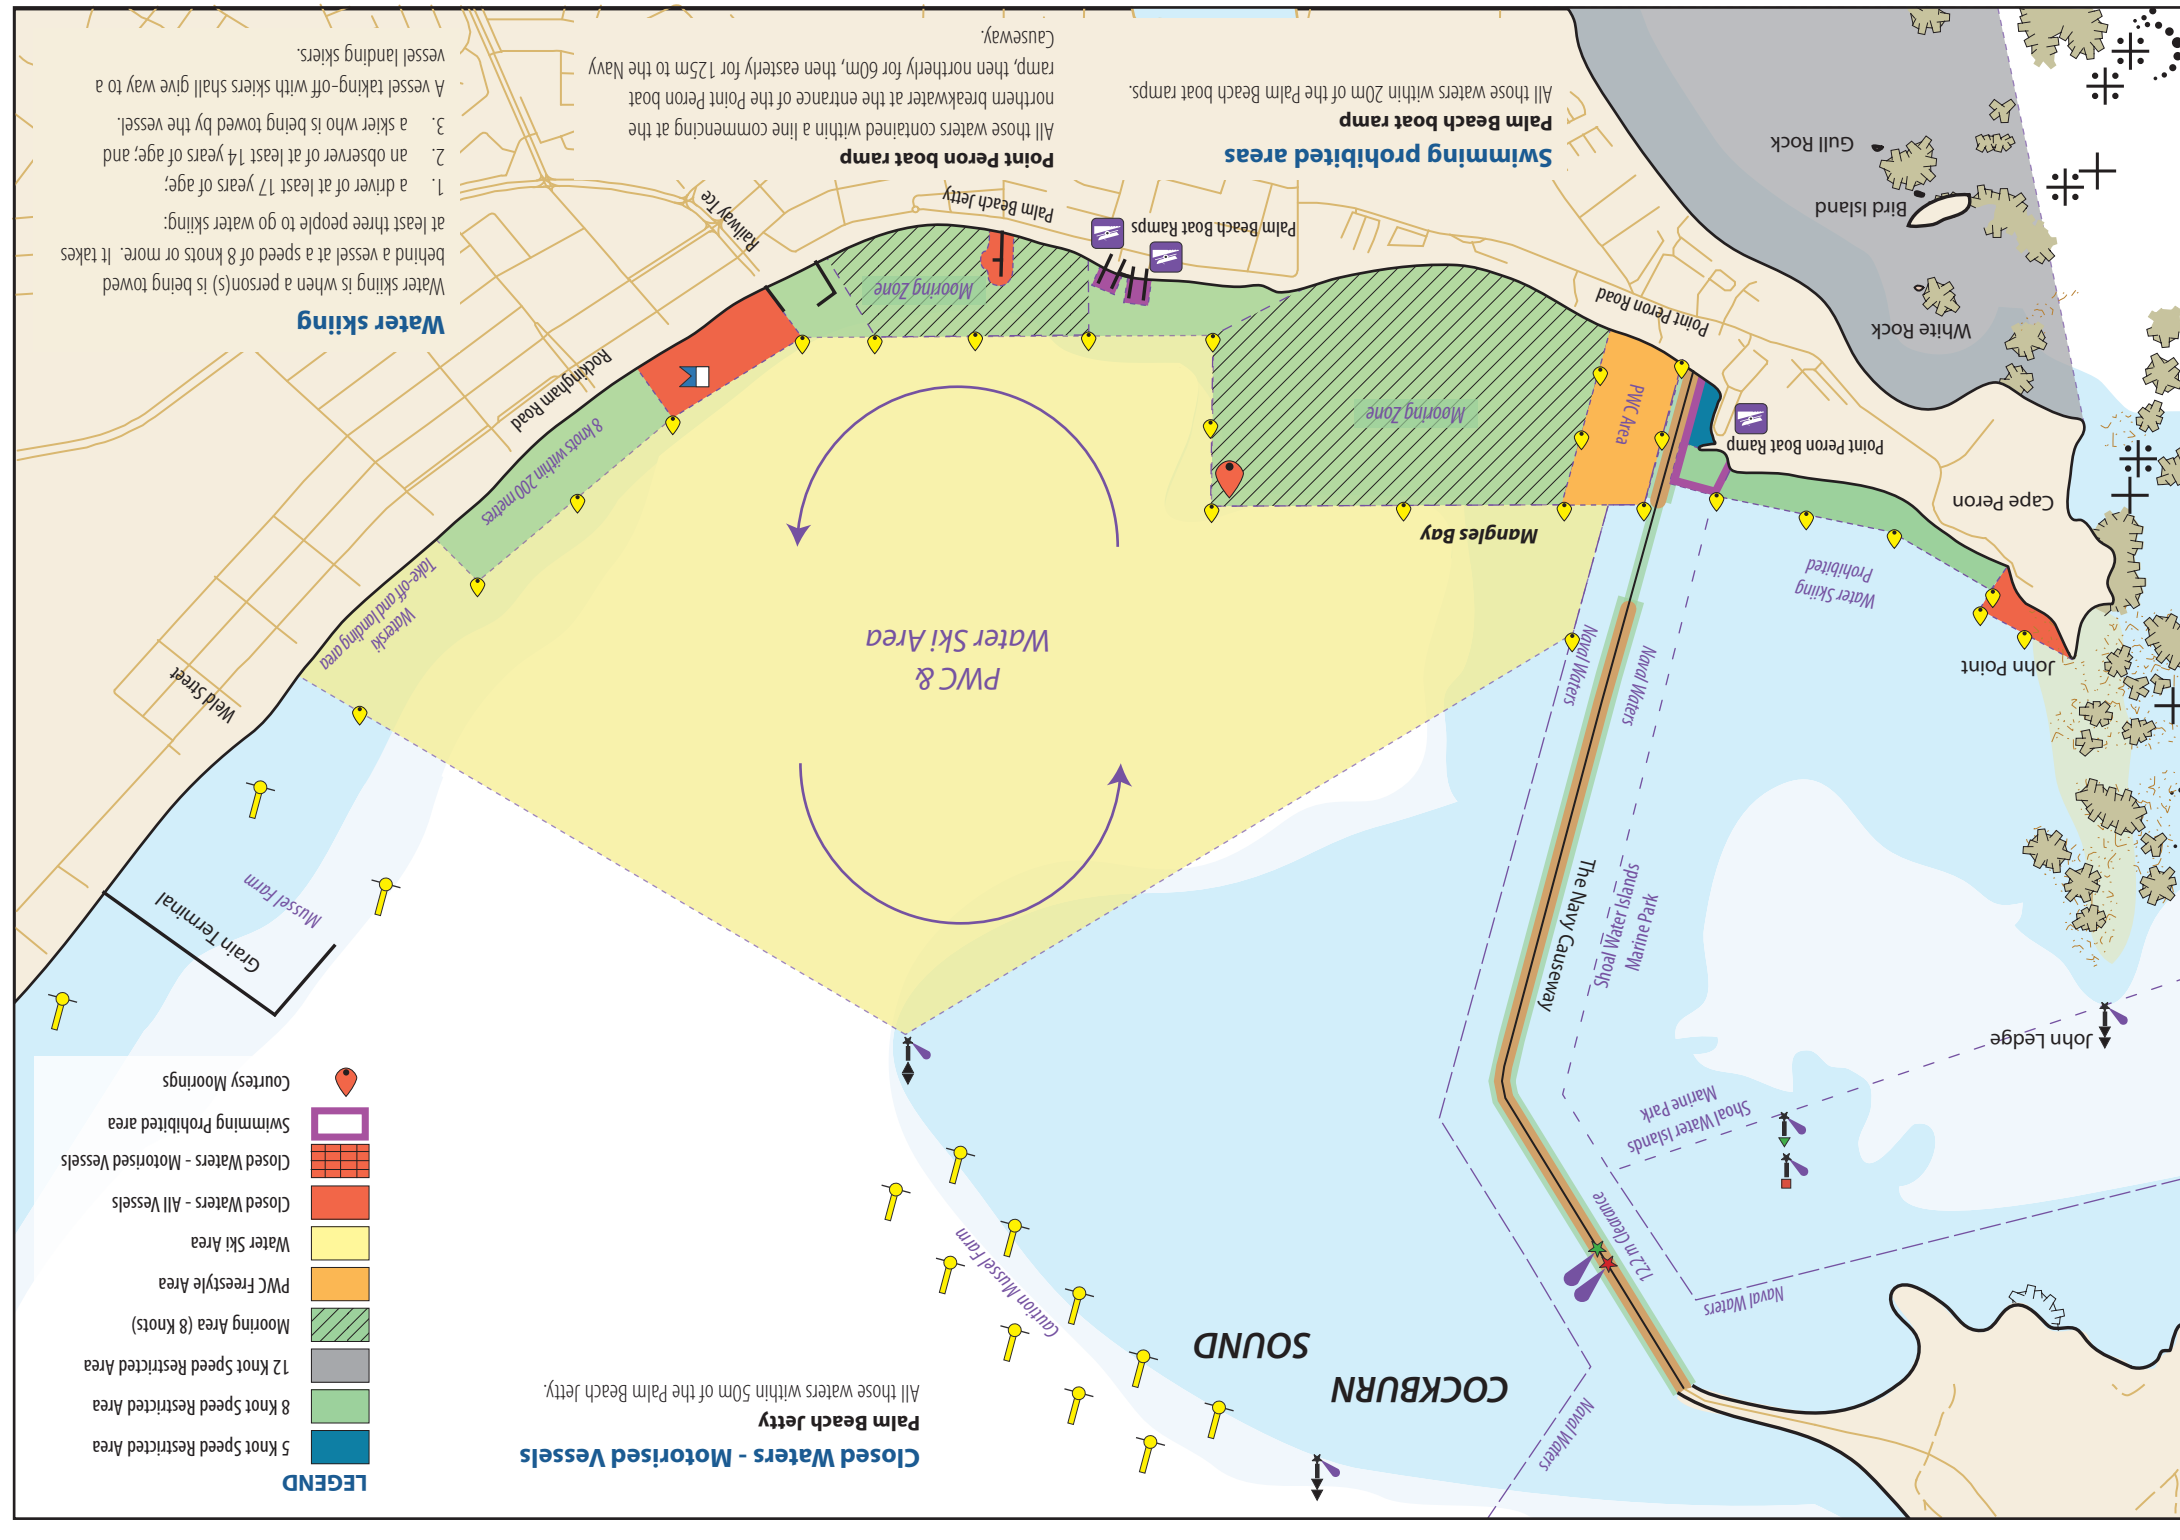 LEGEND
5 Knot Speed Restricted Area
8 Knot Speed Restricted Area
12 Knot Speed Restricted Area
Mooring Area (8 Knots)
PWC Freestyle Area
Water Ski Area
Closed Waters - All Vessels
Closed Waters - Motorised Vessels
Swimming Prohibited area
Courtesy Moorings
Closed Waters - Motorised Vessels
Palm Beach Jetty
All those waters within 50m of the Palm Beach Jetty.
COCKBURN
SOUND
Naval Waters
Naval Waters
12.2 m Clearance
Caution Mussel Farm
Shoal Water Islands
Marine Park
John Ledge
Grain Terminal
Mussel Farm
The Navy Causeway
Shoal Water Islands
Marine Park
Naval Waters
Naval Waters
Weld Street
Waterski
Take-off and landing area
PWC &
Water Ski Area
John Point
Water Skiing
Prohibited
Mangles Bay
Cape Peron
8 knots within 200 metres
Rockingham Road
Mooring Zone
PWC Area
Point Peron Boat Ramp
White Rock
Point Peron Road
Mooring Zone
Palm Beach Boat Ramps
Palm Beach Jetty
Railway Tce
Bird Island
Gull Rock
Water skiing
Water skiing is when a person(s) is being towed
behind a vessel at a speed of 8 knots or more. It takes
at least three people to go water skiing:
1. a driver of at least 17 years of age;
2. an observer of at least 14 years of age; and
3. a skier who is being towed by the vessel.
A vessel taking-off with skiers shall give way to a
vessel landing skiers.
Swimming prohibited areas
Palm Beach boat ramp
All those waters within 20m of the Palm Beach boat ramps.
Point Peron boat ramp
All those waters contained within a line commencing at the
northern breakwater at the entrance of the Point Peron boat
ramp, then northerly for 60m, then easterly for 125m to the Navy
Causeway.